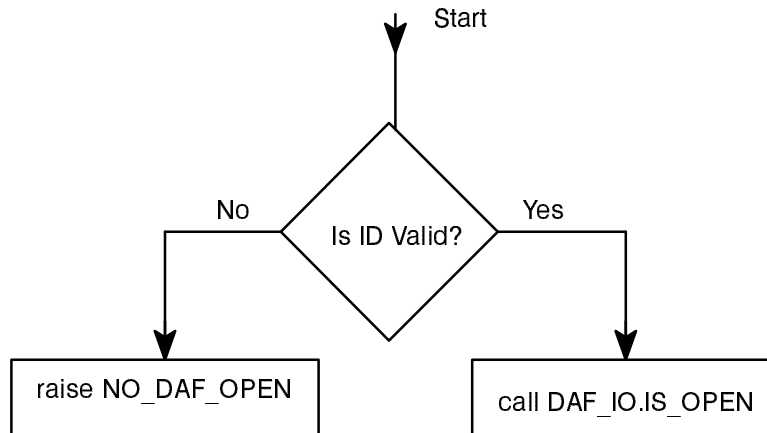 Start
No
Yes
Is ID Valid?
raise NO_DAF_OPEN
call DAF_IO.IS_OPEN